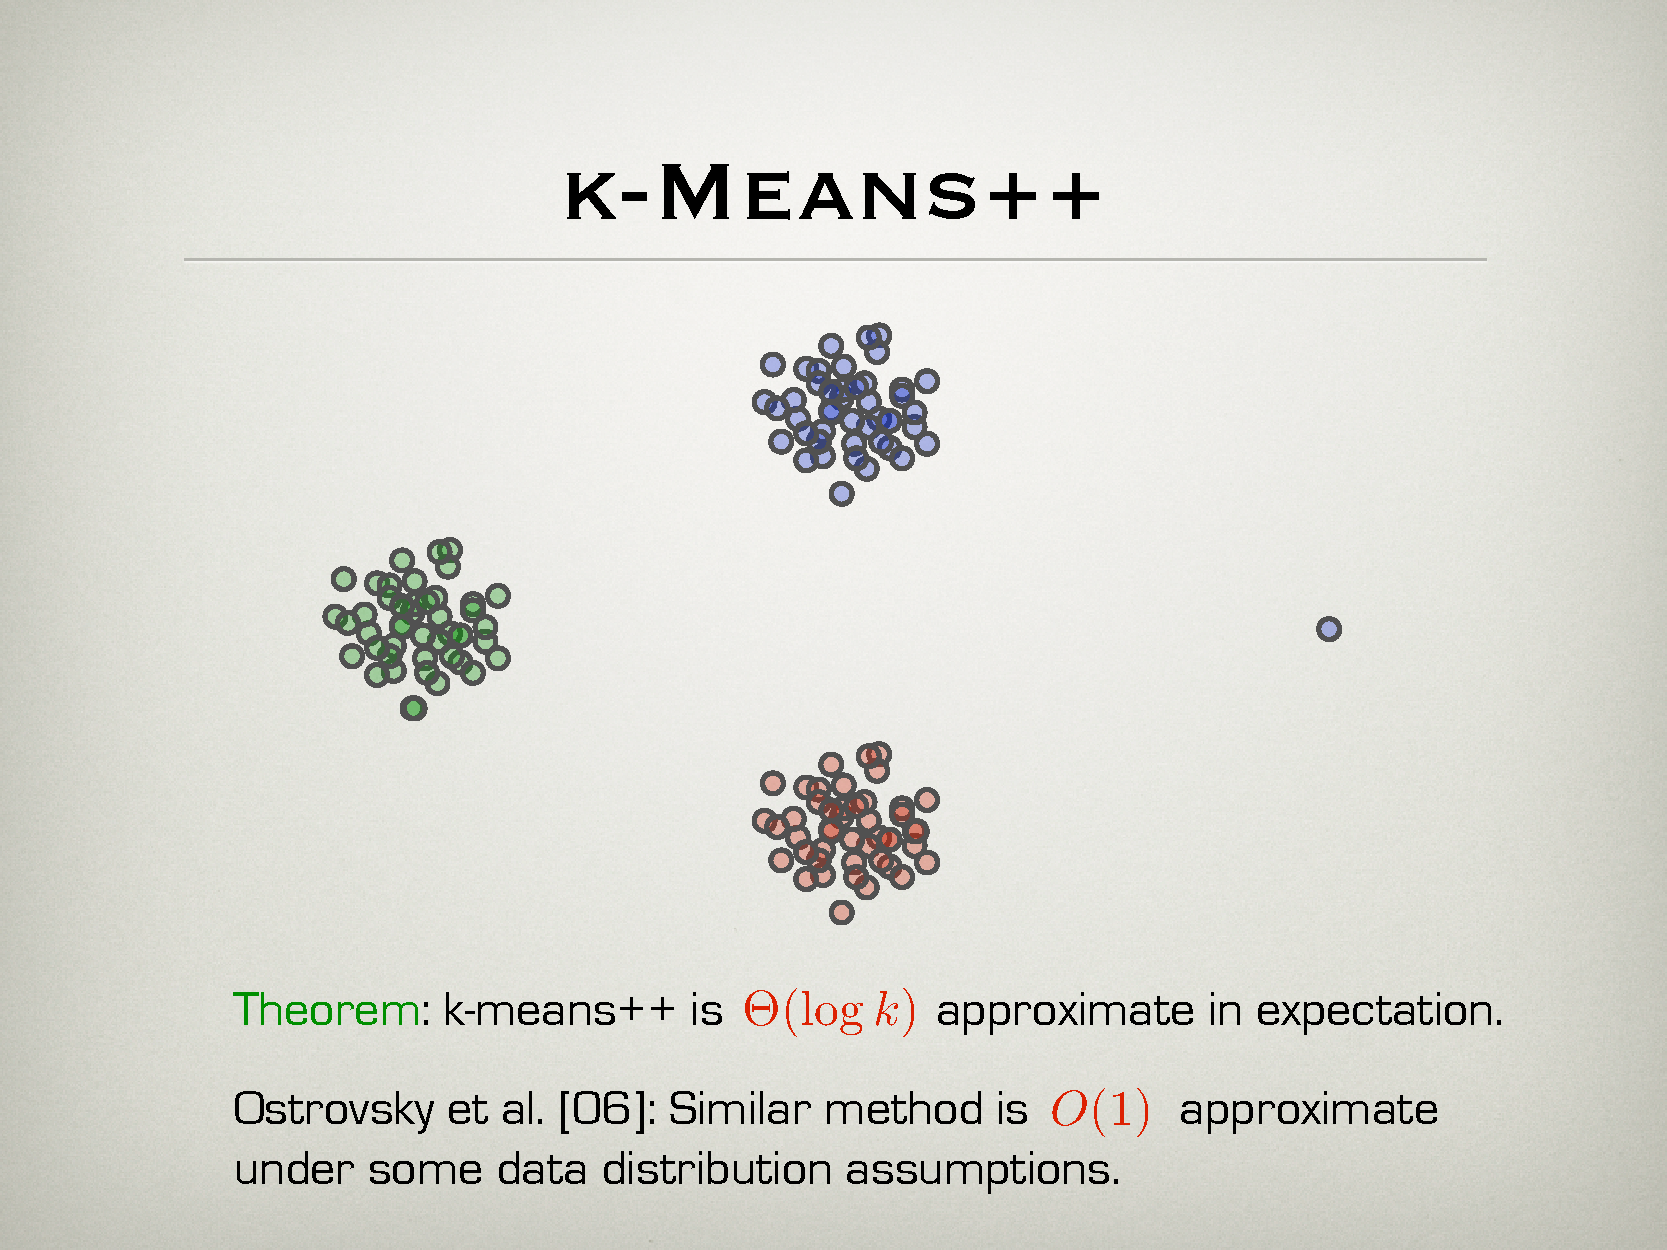 k-Means++
Theorem: k-means++ is Θ(log k) approximate in expectation.
Ostrovsky et al. [06]: Similar method is O(1) approximate
under some data distribution assumptions.